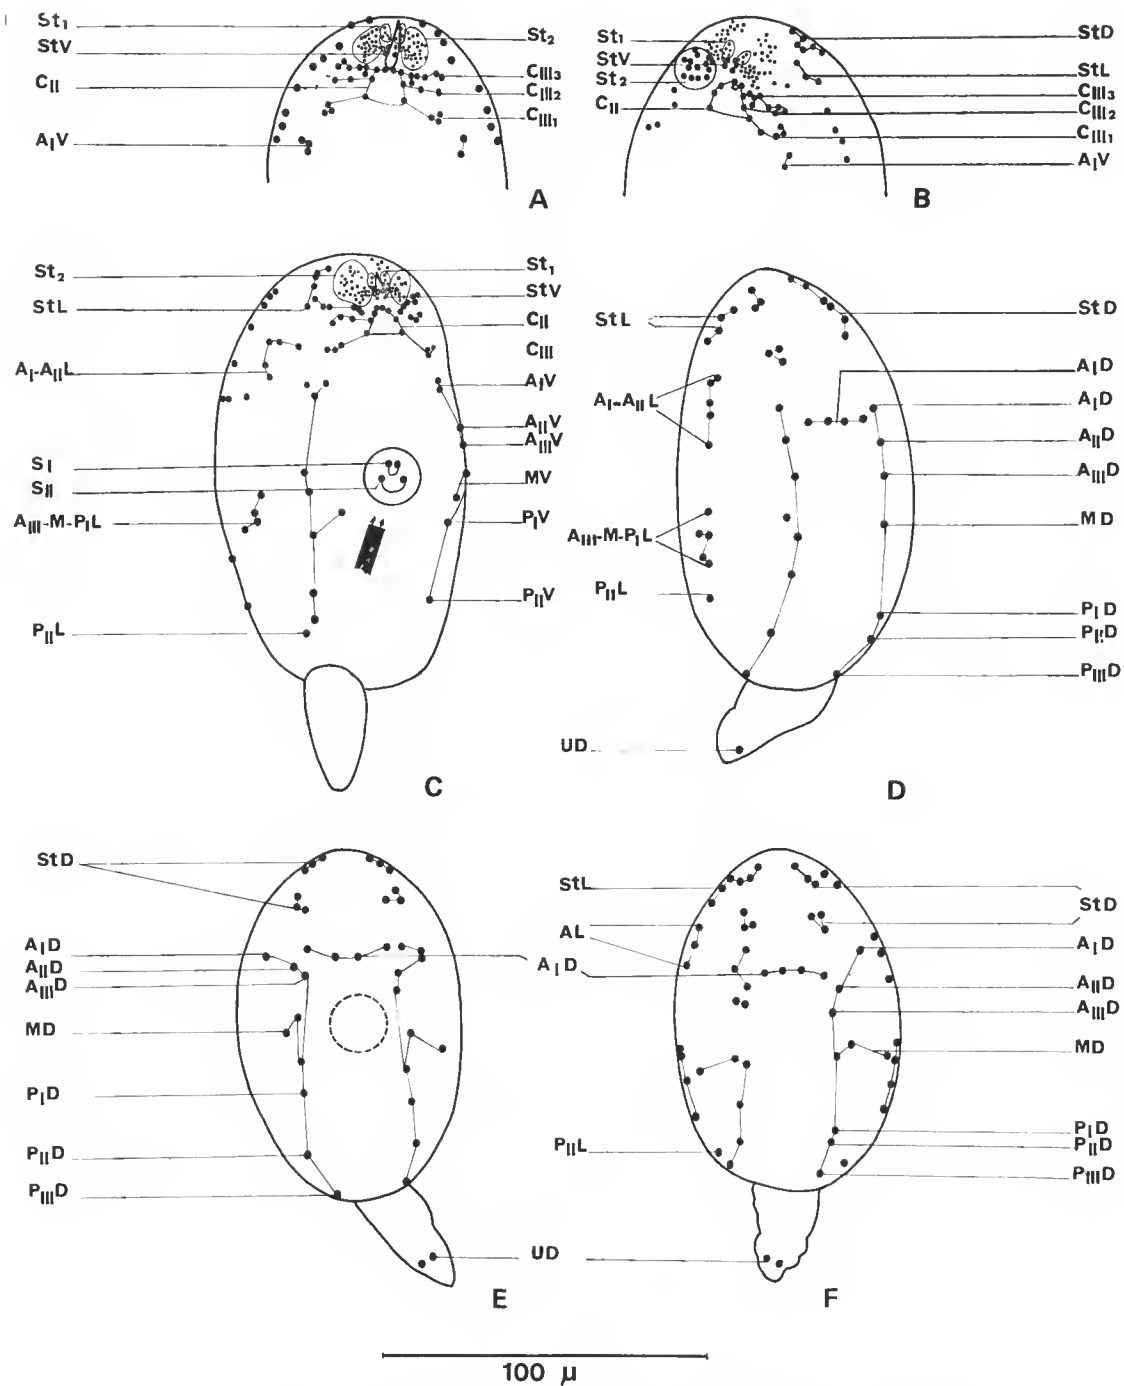 St1
StV
CII
AIV
St2
CIII3
CIII2
CIII1
A
St1
StV
St2
CII
StD
StL
CIII3
CIII2
CIII1
AIV
B
St2
StL
AI-AIIL
SI
SII
AIII-M-PIL
PIIL
St1
StV
CII
CIII
AIV
AIIV
AIIIV
MV
PIV
PIIV
C
StL
AI-AIIL
AIII-M-PIL
PIIL
UD
StD
AID
AID
AIID
AIIID
MD
PID
PIID
PIIID
D
StD
AID
AIID
AIIID
MD
PID
PIID
PIIID
AID
UD
E
StL
AL
PIIL
StD
AID
AIID
AIIID
MD
PID
PIID
PIIID
F
100 µ